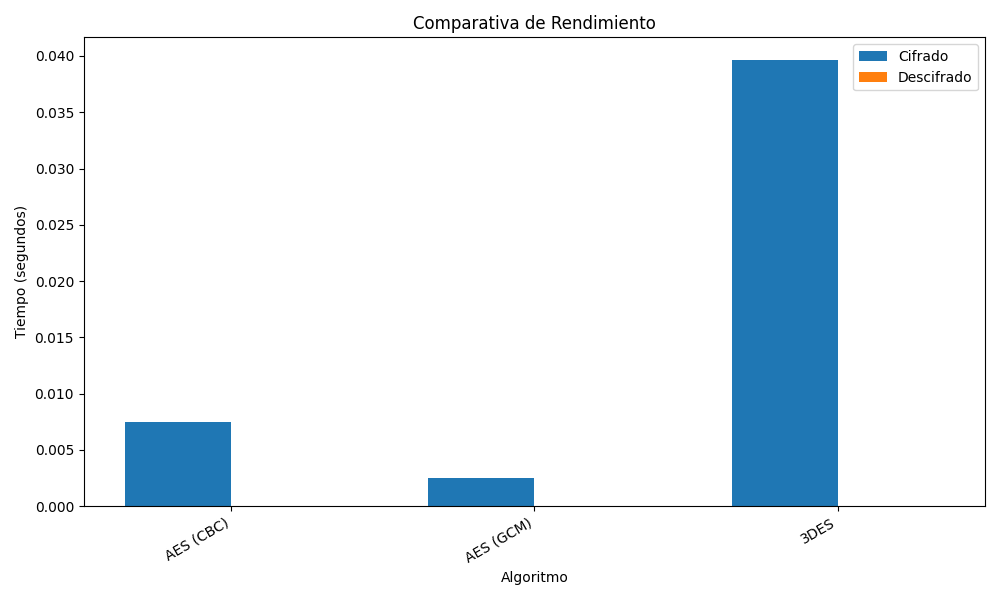 Comparativa de Rendimiento
Cifrado
Descifrado
Tiempo (segundos)
0.040
0.035
0.030
0.025
0.020
0.015
0.010
0.005
0.000
AES (CBC)
AES (GCM)
3DES
Algoritmo